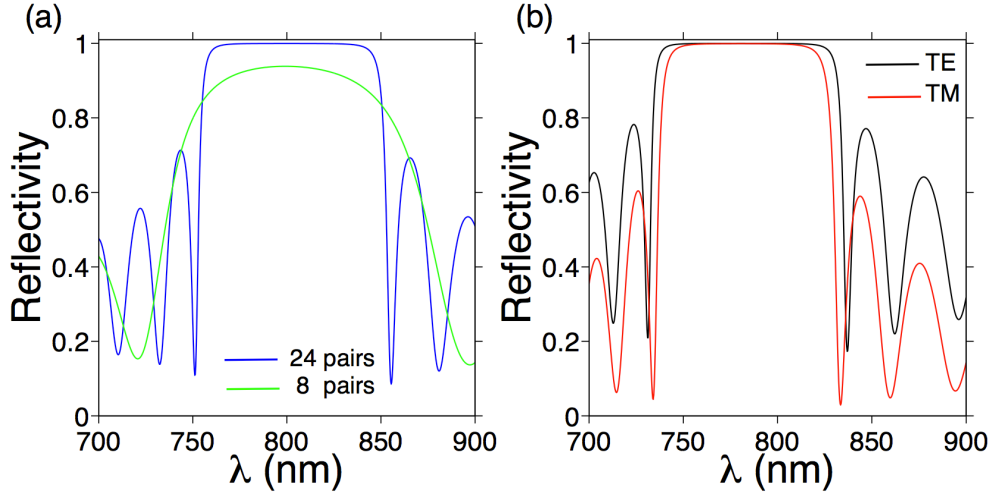 (a)
Reflectivity
1
0.8
0.6
0.4
0.2
0
24 pairs
8 pairs
700 750 800 850 900
λ (nm)
(b)
Reflectivity
1
0.8
0.6
0.4
0.2
0
TE
TM
700 750 800 850 900
λ (nm)